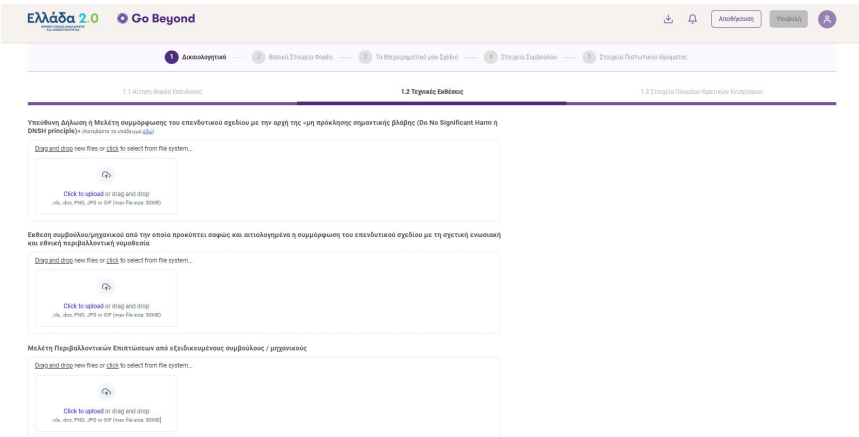 Ελλάδα 2.0
Go Beyond
Αποθήκευση
Υποβολή
1 Δικαιολογητικά
2 Βασικά Στοιχεία Φορέα
3 Το Επιχειρηματικό μου Σχέδιο
4 Στοιχεία Συμβούλου
5 Στοιχεία Πιστωτικού Ιδρύματος
1.1 Αίτηση Φορέα Επένδυσης
1.2 Τεχνικές Εκθέσεις
1.3 Στοιχεία Πλαισίου Κρατικών Ενισχύσεων
Υπεύθυνη Δήλωση ή Μελέτη συμμόρφωσης του επενδυτικού σχεδίου με την αρχή της «μη πρόκλησης σημαντικής βλάβης (Do No Significant Harm ή
DNSH principle)» (Κατεβάστε το υπόδειγμα εδώ)
Drag and drop new files or click to select from file system...
Click to upload or drag and drop
.xls, .doc, PNG, JPG or GIF (max file size: 50MB)
Εκθεση συμβούλου/μηχανικού από την οποία προκύπτει σαφώς και αιτιολογημένα η συμμόρφωση του επενδυτικού σχεδίου με τη σχετική ενωσιακή
και εθνική περιβαλλοντική νομοθεσία
Drag and drop new files or click to select from file system...
Click to upload or drag and drop
.xls, .doc, PNG, JPG or GIF (max file size: 50MB)
Μελέτη Περιβαλλοντικών Επιπτώσεων από εξειδικευμένους συμβούλους / μηχανικούς
Drag and drop new files or click to select from file system...
Click to upload or drag and drop
.xls, .doc, PNG, JPG or GIF (max file size: 50MB)